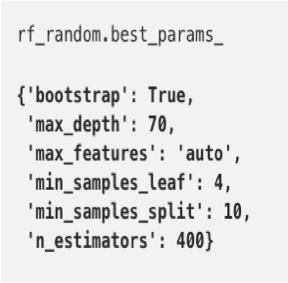 rf_random.best_params_
{'bootstrap': True,
'max_depth': 70,
'max_features': 'auto',
'min_samples_leaf': 4,
'min_samples_split': 10,
'n_estimators': 400}